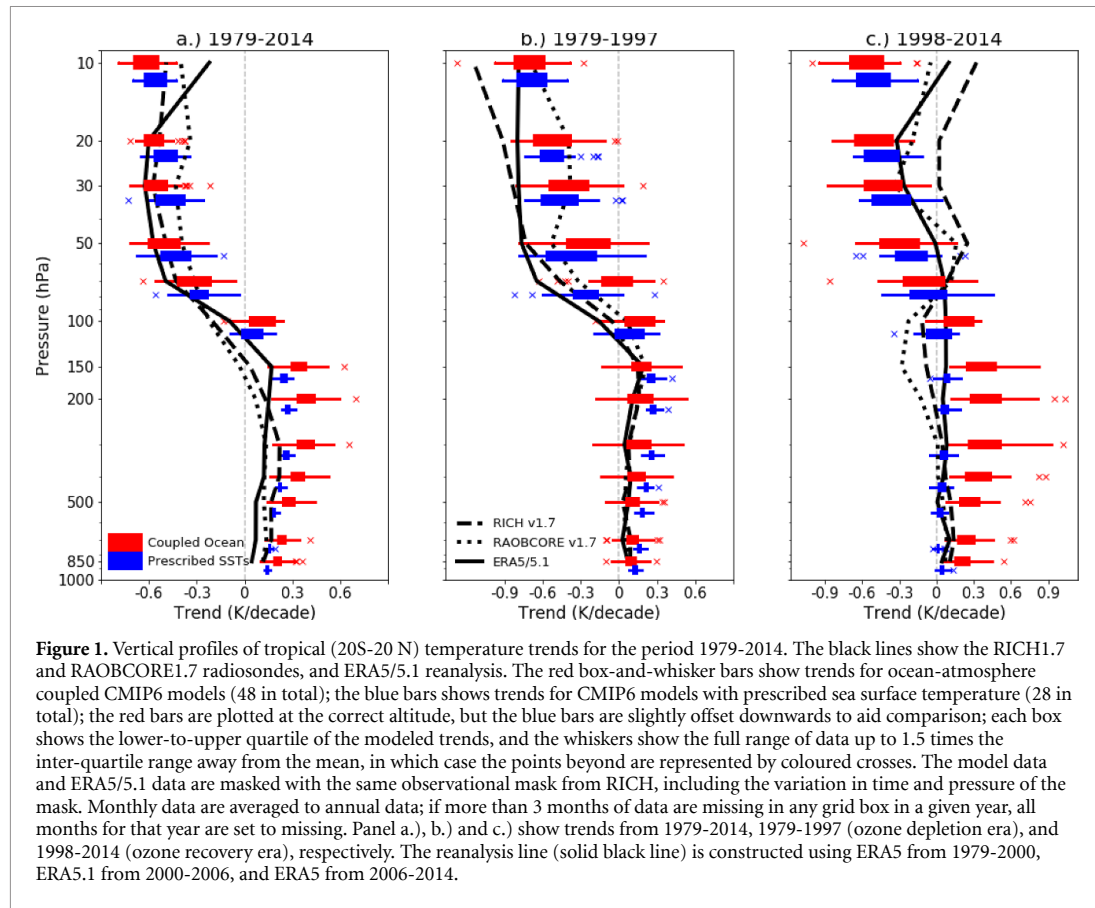 a.) 1979-2014
b.) 1979-1997
c.) 1998-2014
Pressure (hPa)
10
20
30
50
100
150
200
500
850
1000
Coupled Ocean
Prescribed SSTs
-0.6 -0.3 0 0.3 0.6
Trend (K/decade)
RICH v1.7
RAOBCORE v1.7
ERA5/5.1
-0.9 -0.6 -0.3 0 0.3 0.6
Trend (K/decade)
-0.9 -0.6 -0.3 0 0.3 0.6 0.9
Trend (K/decade)
Figure 1. Vertical profiles of tropical (20S-20 N) temperature trends for the period 1979-2014. The black lines show the RICH1.7
and RAOBCORE1.7 radiosondes, and ERA5/5.1 reanalysis. The red box-and-whisker bars show trends for ocean-atmosphere
coupled CMIP6 models (48 in total); the blue bars shows trends for CMIP6 models with prescribed sea surface temperature (28 in
total); the red bars are plotted at the correct altitude, but the blue bars are slightly offset downwards to aid comparison; each box
shows the lower-to-upper quartile of the modeled trends, and the whiskers show the full range of data up to 1.5 times the
inter-quartile range away from the mean, in which case the points beyond are represented by coloured crosses. The model data
and ERA5/5.1 data are masked with the same observational mask from RICH, including the variation in time and pressure of the
mask. Monthly data are averaged to annual data; if more than 3 months of data are missing in any grid box in a given year, all
months for that year are set to missing. Panel a.), b.) and c.) show trends from 1979-2014, 1979-1997 (ozone depletion era), and
1998-2014 (ozone recovery era), respectively. The reanalysis line (solid black line) is constructed using ERA5 from 1979-2000,
ERA5.1 from 2000-2006, and ERA5 from 2006-2014.